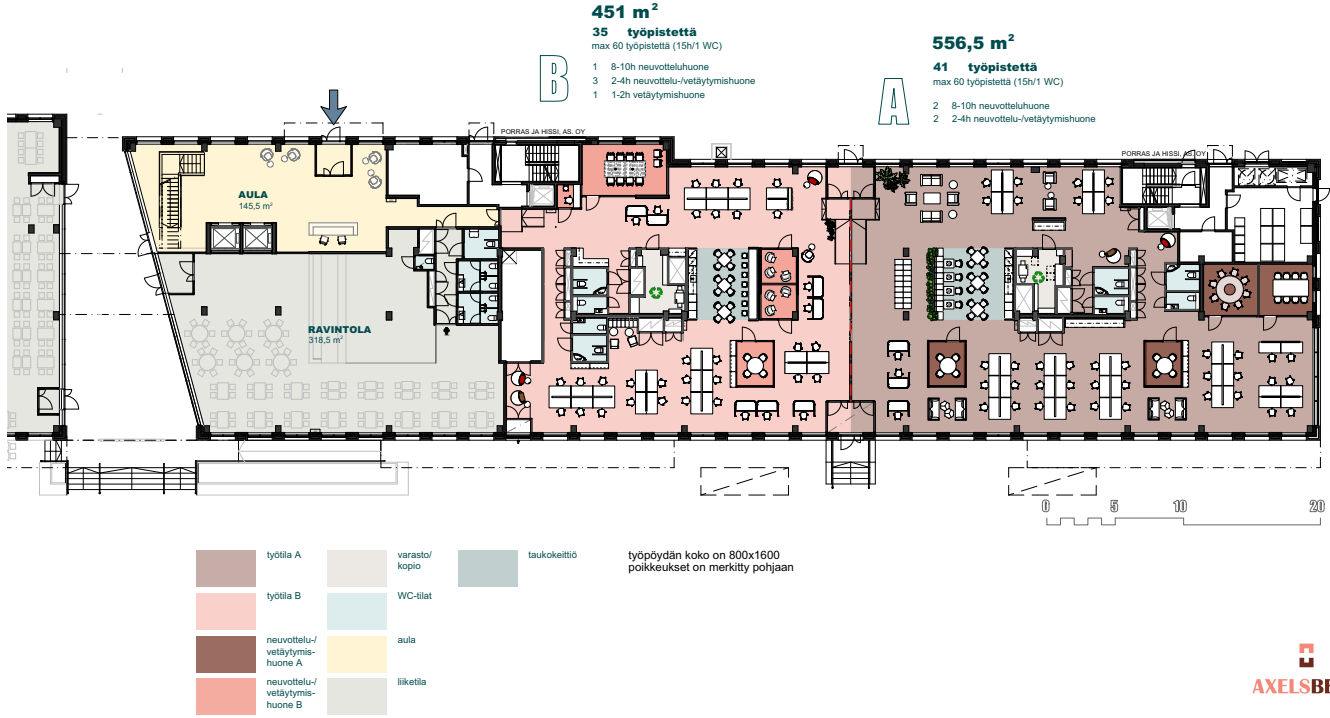 451 m²
35 työpistettä
max 60 työpistettä (15h/1 WC)
B
1 8-10h neuvotteluhuone
3 2-4h neuvottelu-/vetäytymishuone
1 1-2h vetäytymishuone
556,5 m²
41 työpistettä
max 60 työpistettä (15h/1 WC)
A
2 8-10h neuvotteluhuone
2 2-4h neuvottelu-/vetäytymishuone
PORRAS JA HISSI, AS. OY
PORRAS JA HISSI, AS. OY
AULA
145,5 m²
RAVINTOLA
318,5 m²
0 5 10 20
työtila A
varasto/
kopio
taukokeittiö
työpöydän koko on 800x1600
poikkeukset on merkitty pohjaan
työtila B
WC-tilat
neuvottelu-/
vetäytymis-
huone A
aula
neuvottelu-/
vetäytymis-
huone B
liiketila
AXELSBE